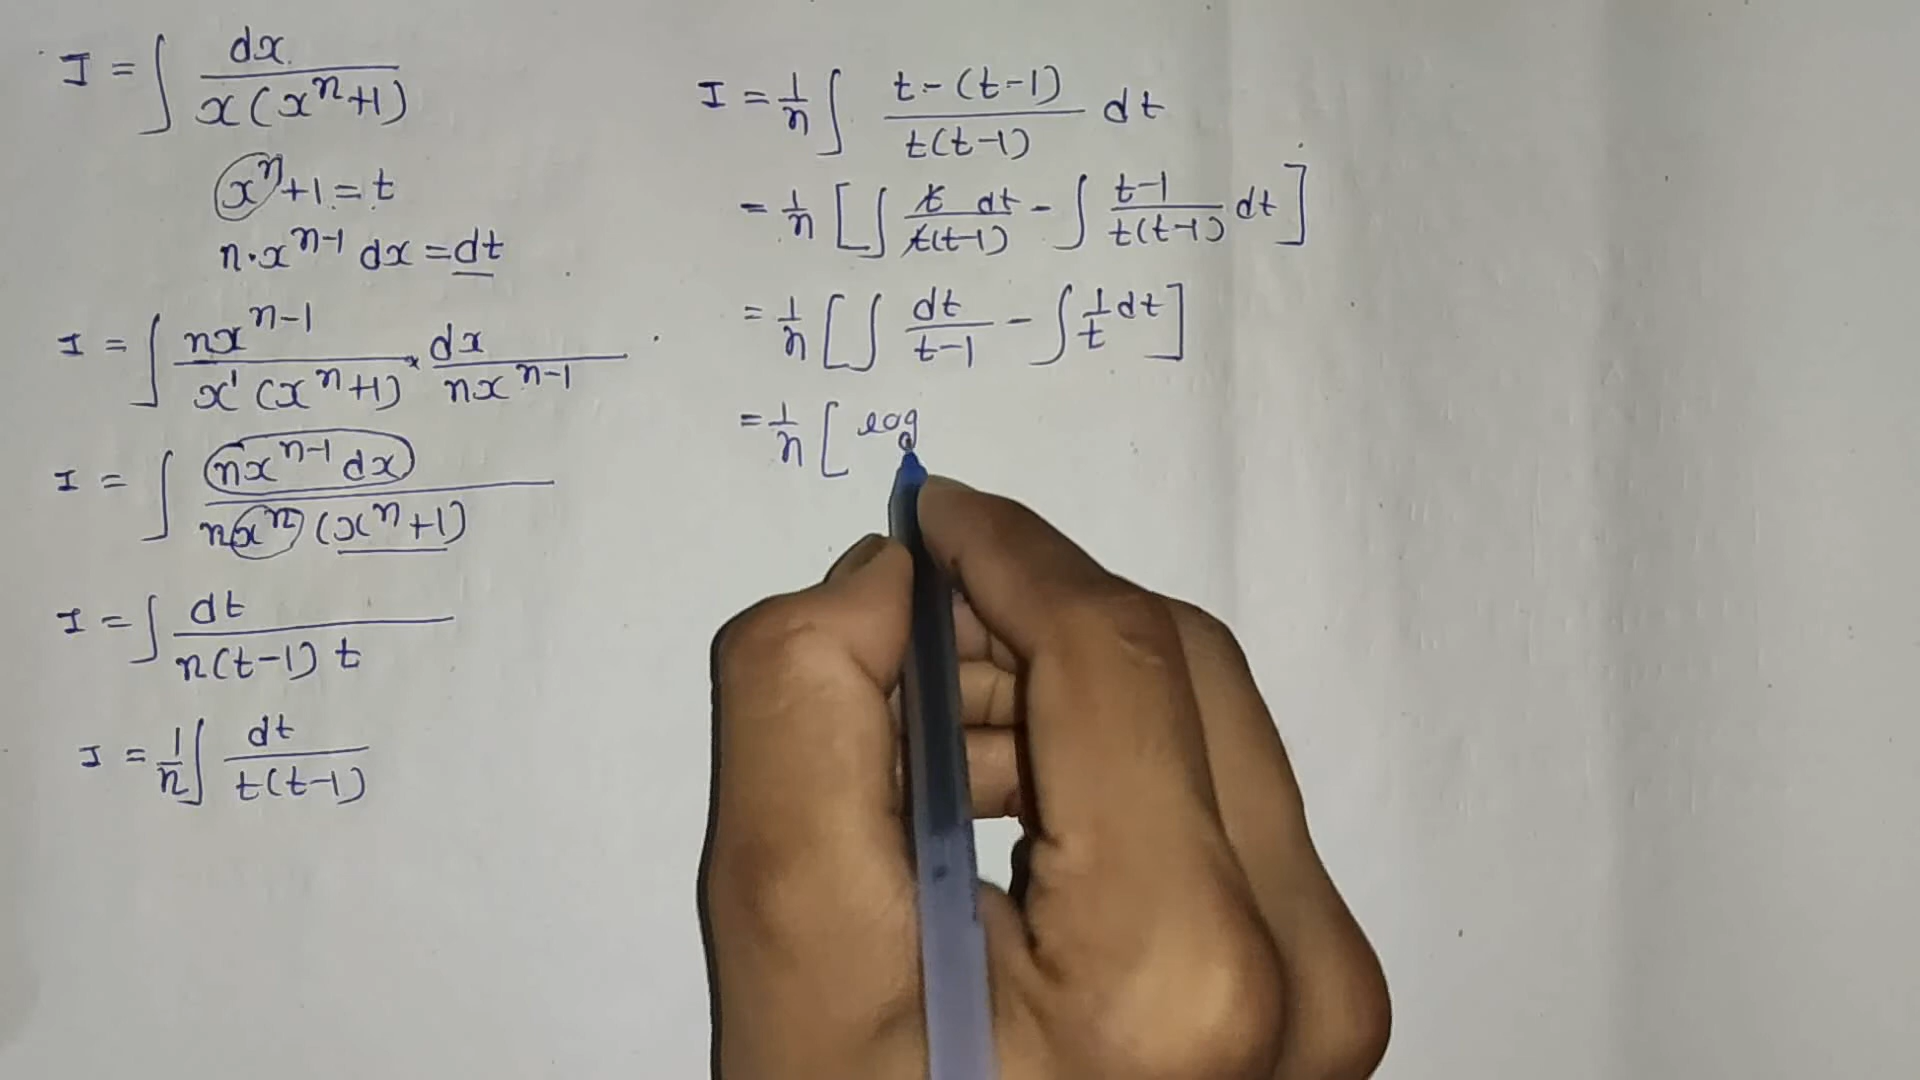 I = ∫ dx / x(xⁿ+1)
xⁿ+1 = t
n·xⁿ⁻¹ dx = dt
I = ∫ nxⁿ⁻¹ / x¹(xⁿ+1) × dx / nxⁿ⁻¹
I = ∫ nxⁿ⁻¹ dx / nxⁿ (xⁿ+1)
I = ∫ dt / n(t-1) t
I = 1/n ∫ dt / t(t-1)
I = 1/n ∫ t-(t-1) / t(t-1) dt
= 1/n [∫ t dt / t(t-1) - ∫ t-1 / t(t-1) dt]
= 1/n [∫ dt / t-1 - ∫ 1/t dt]
= 1/n [log